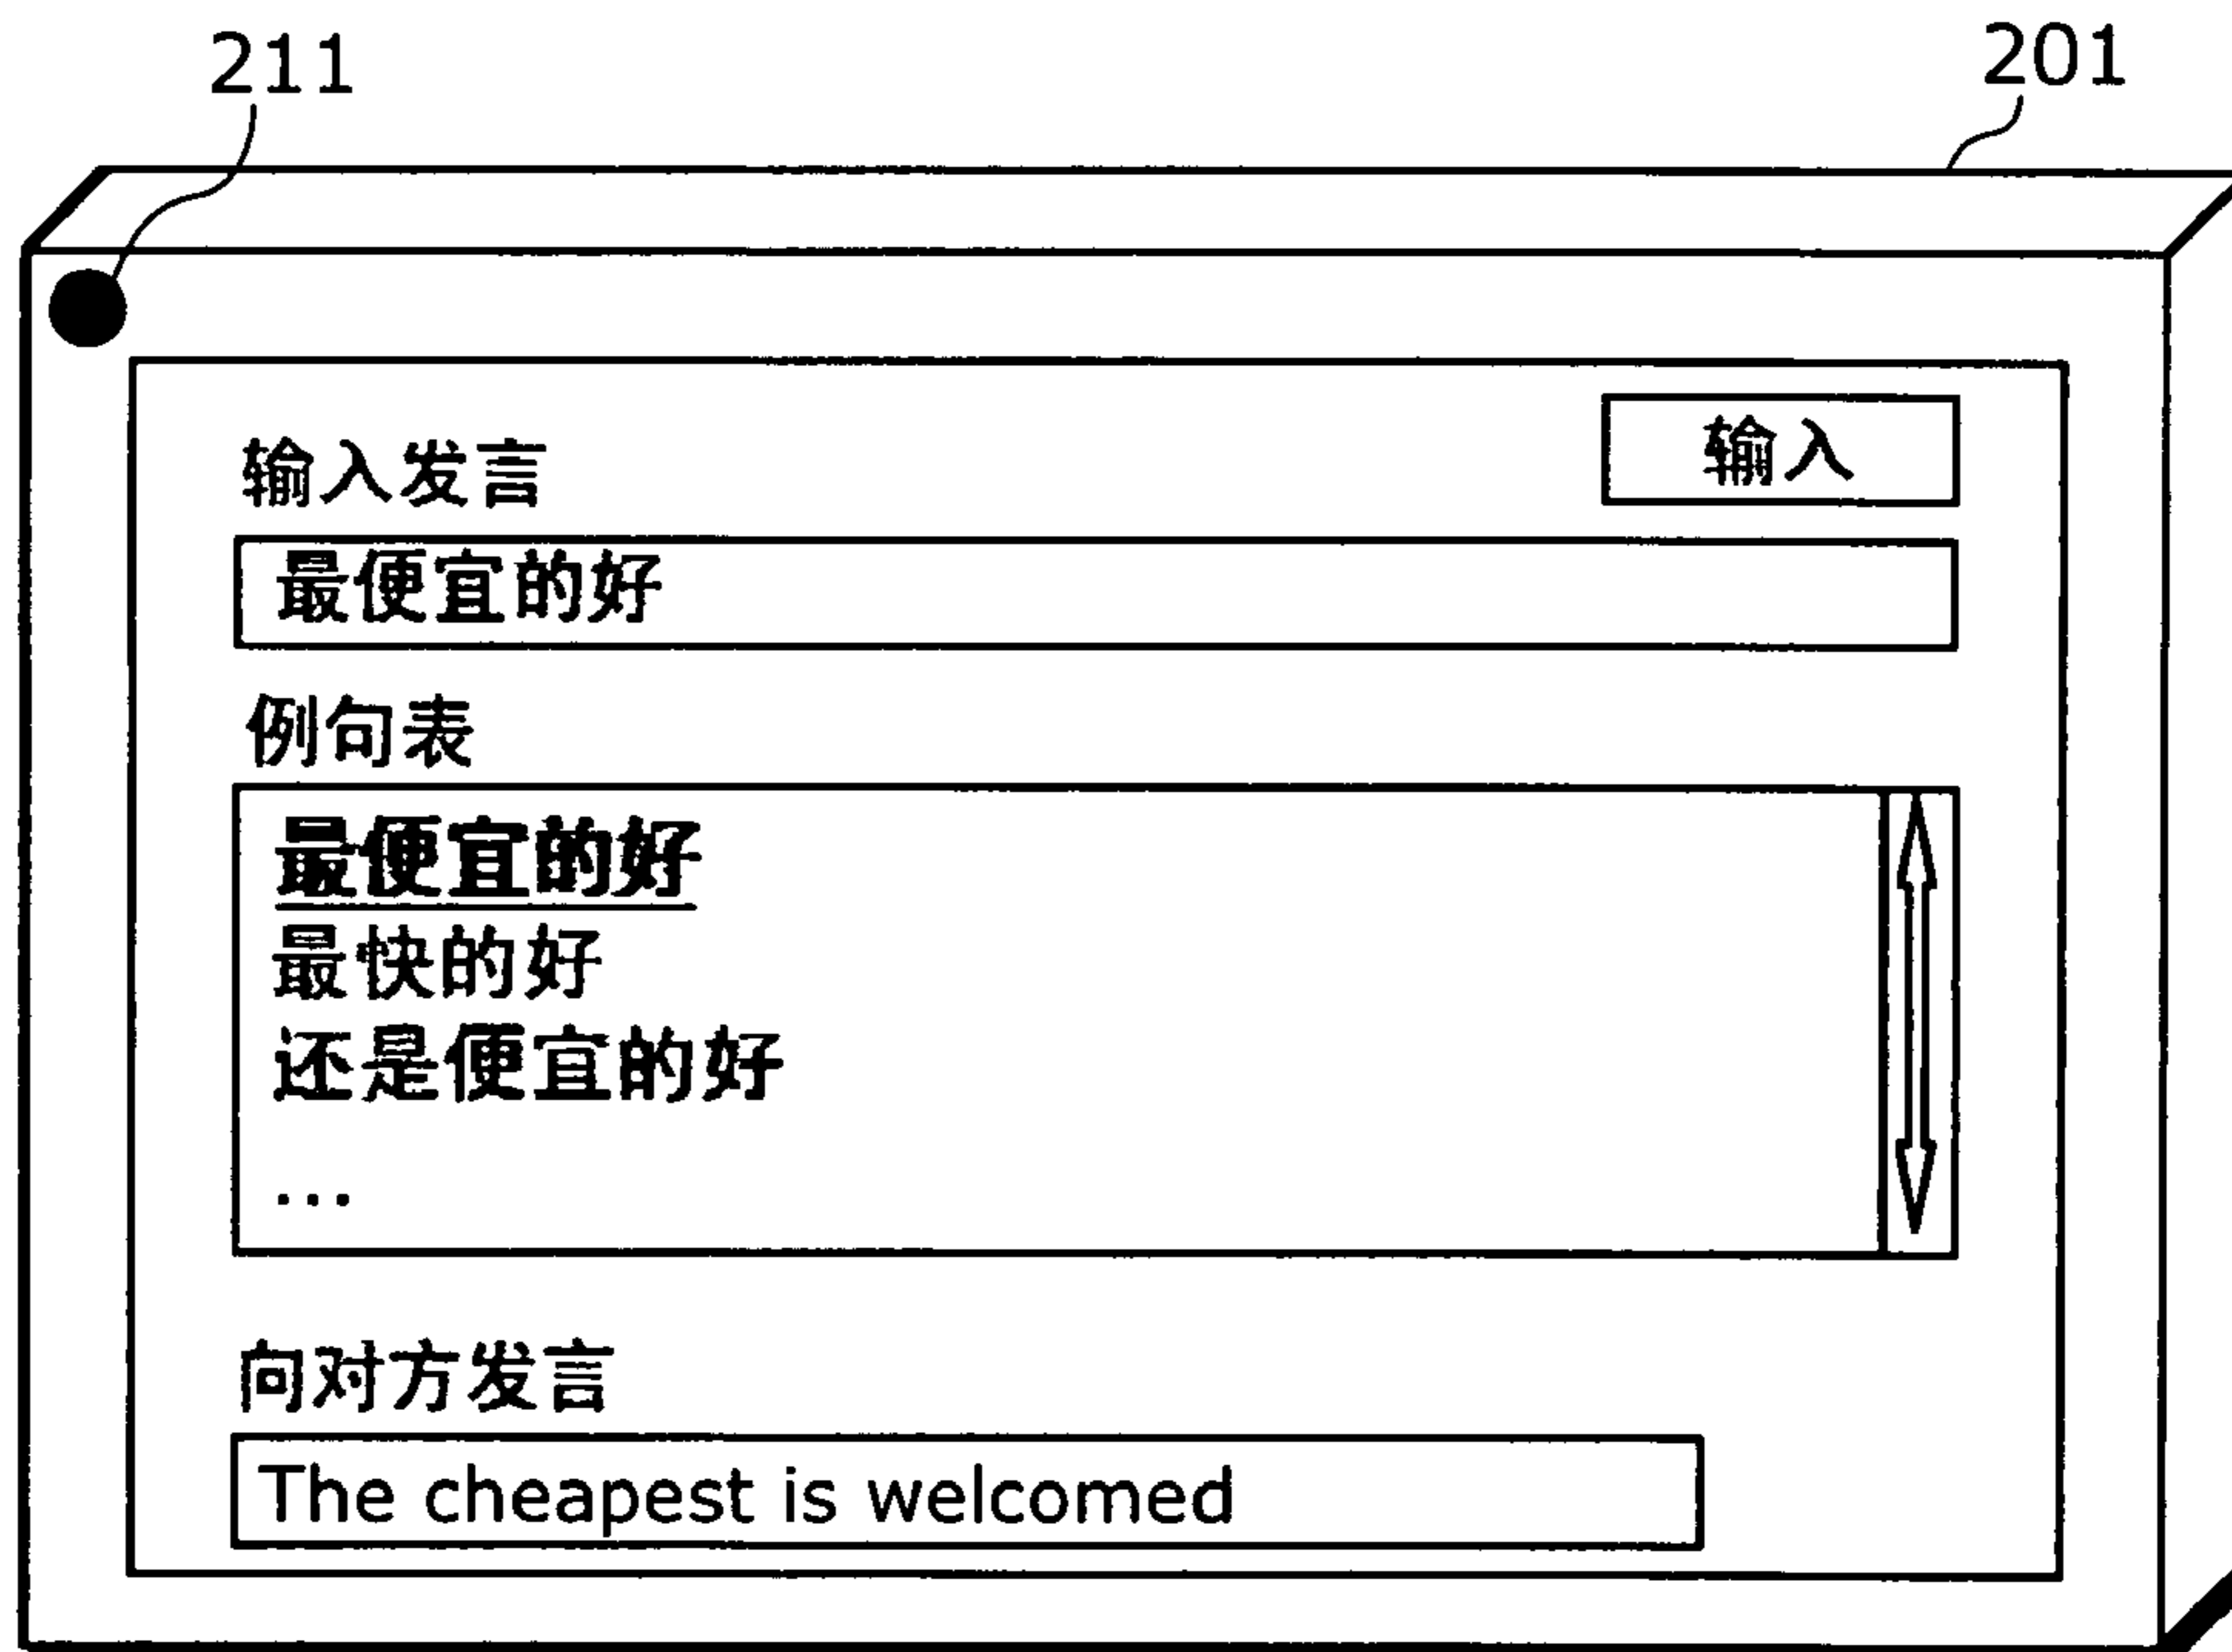 211
201
输入发言
输入
最便宜的好
例句表
最便宜的好
最快的好
还是便宜的好
...
向对方发言
The cheapest is welcomed